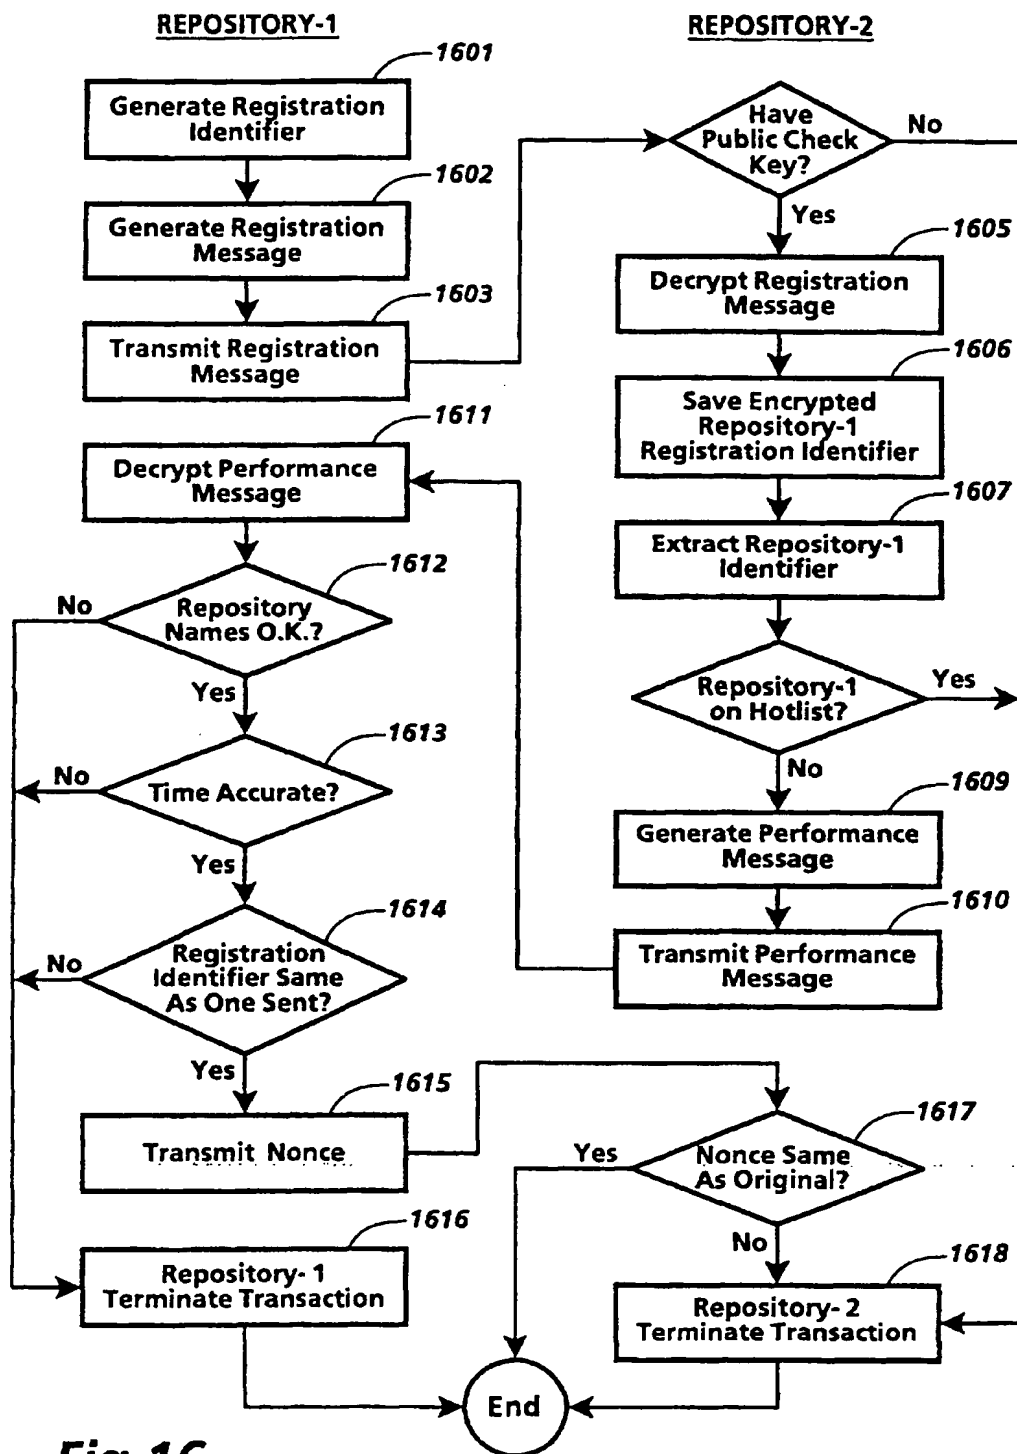 REPOSITORY-1
1601
Generate Registration
Identifier
1602
Generate Registration
Message
1603
Transmit Registration
Message
1611
Decrypt Performance
Message
1612
Repository
Names O.K.?
No
Yes
1613
Time Accurate?
No
Yes
1614
Registration
Identifier Same
As One Sent?
No
Yes
1615
Transmit Nonce
1616
Repository- 1
Terminate Transaction
REPOSITORY-2
Have
Public Check
Key?
No
Yes
1605
Decrypt Registration
Message
1606
Save Encrypted
Repository-1
Registration Identifier
1607
Extract Repository-1
Identifier
Repository-1
on Hotlist?
Yes
No
1609
Generate Performance
Message
1610
Transmit Performance
Message
1617
Nonce Same
As Original?
Yes
No
1618
Repository- 2
Terminate Transaction
End
Fig. 16